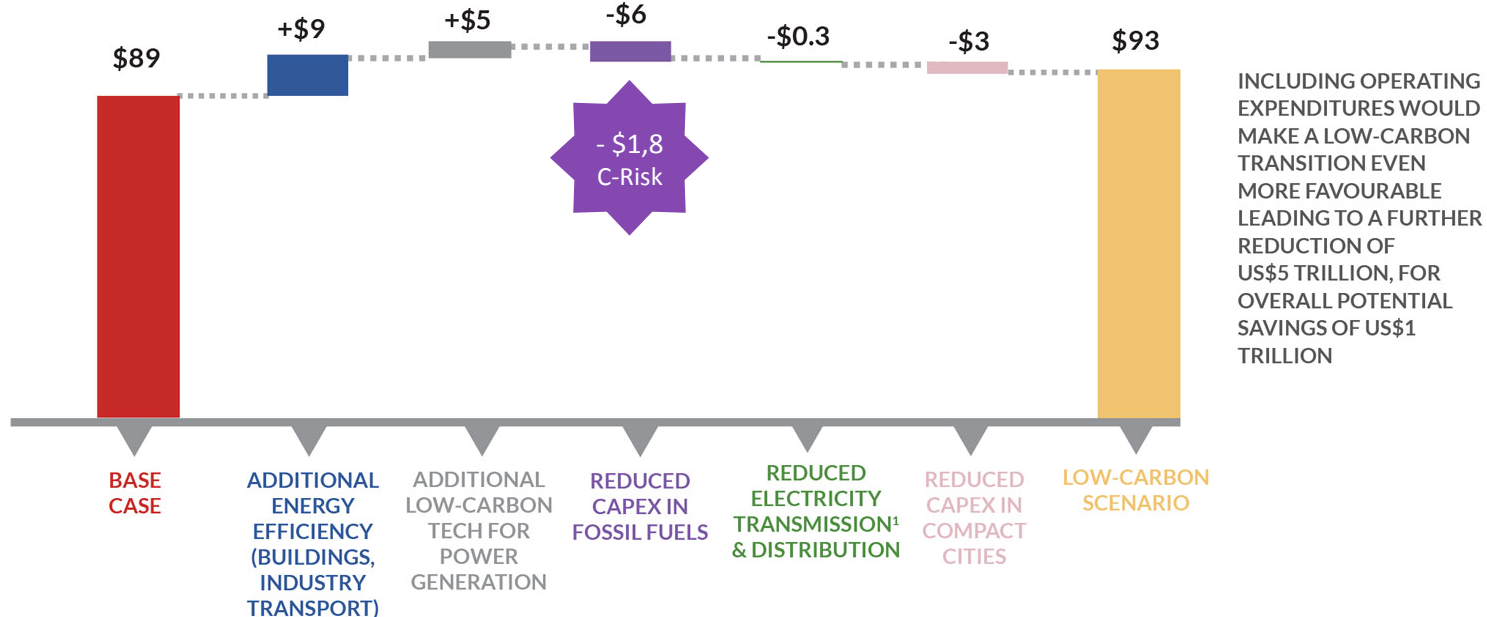 $89
+$9
+$5
-$6
-$0.3
-$3
$93
- $1,8
C-Risk
INCLUDING OPERATING
EXPENDITURES WOULD
MAKE A LOW-CARBON
TRANSITION EVEN
MORE FAVOURABLE
LEADING TO A FURTHER
REDUCTION OF
US$5 TRILLION, FOR
OVERALL POTENTIAL
SAVINGS OF US$1
TRILLION
BASE
CASE
ADDITIONAL
ENERGY
EFFICIENCY
(BUILDINGS,
INDUSTRY
TRANSPORT)
ADDITIONAL
LOW-CARBON
TECH FOR
POWER
GENERATION
REDUCED
CAPEX IN
FOSSIL FUELS
REDUCED
ELECTRICITY
TRANSMISSION¹
& DISTRIBUTION
REDUCED
CAPEX IN
COMPACT
CITIES
LOW-CARBON
SCENARIO